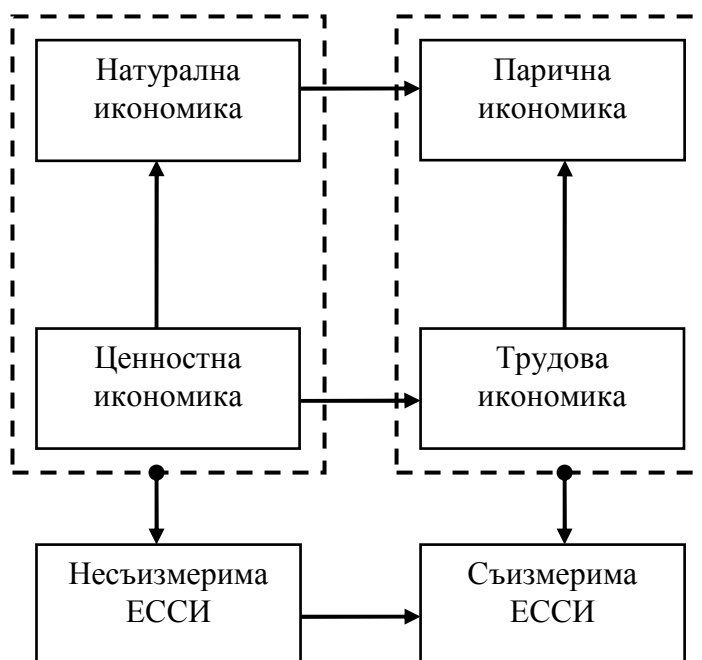 Натурална
икономика
Парична
икономика
Ценностна
икономика
Трудова
икономика
Несъизмерима
ЕССИ
Съизмерима
ЕССИ